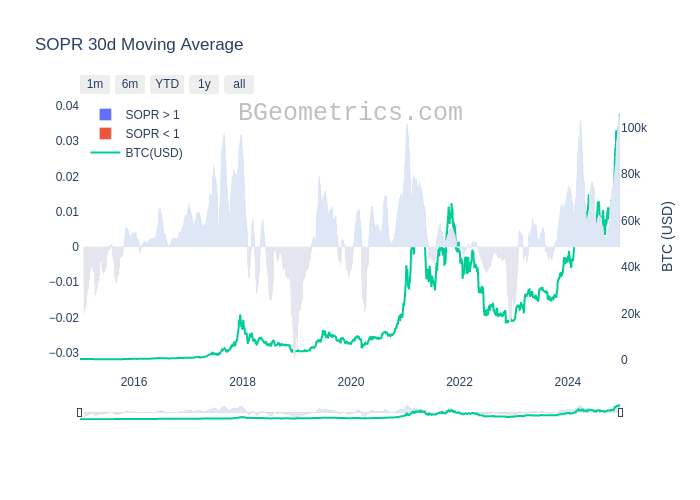 SOPR 30d Moving Average
1m 6m YTD 1y all
BGeometrics.com
SOPR > 1
SOPR < 1
BTC(USD)
0.04
0.03
0.02
0.01
0
−0.01
−0.02
−0.03
100k
80k
60k
40k
20k
0
BTC (USD)
2016 2018 2020 2022 2024